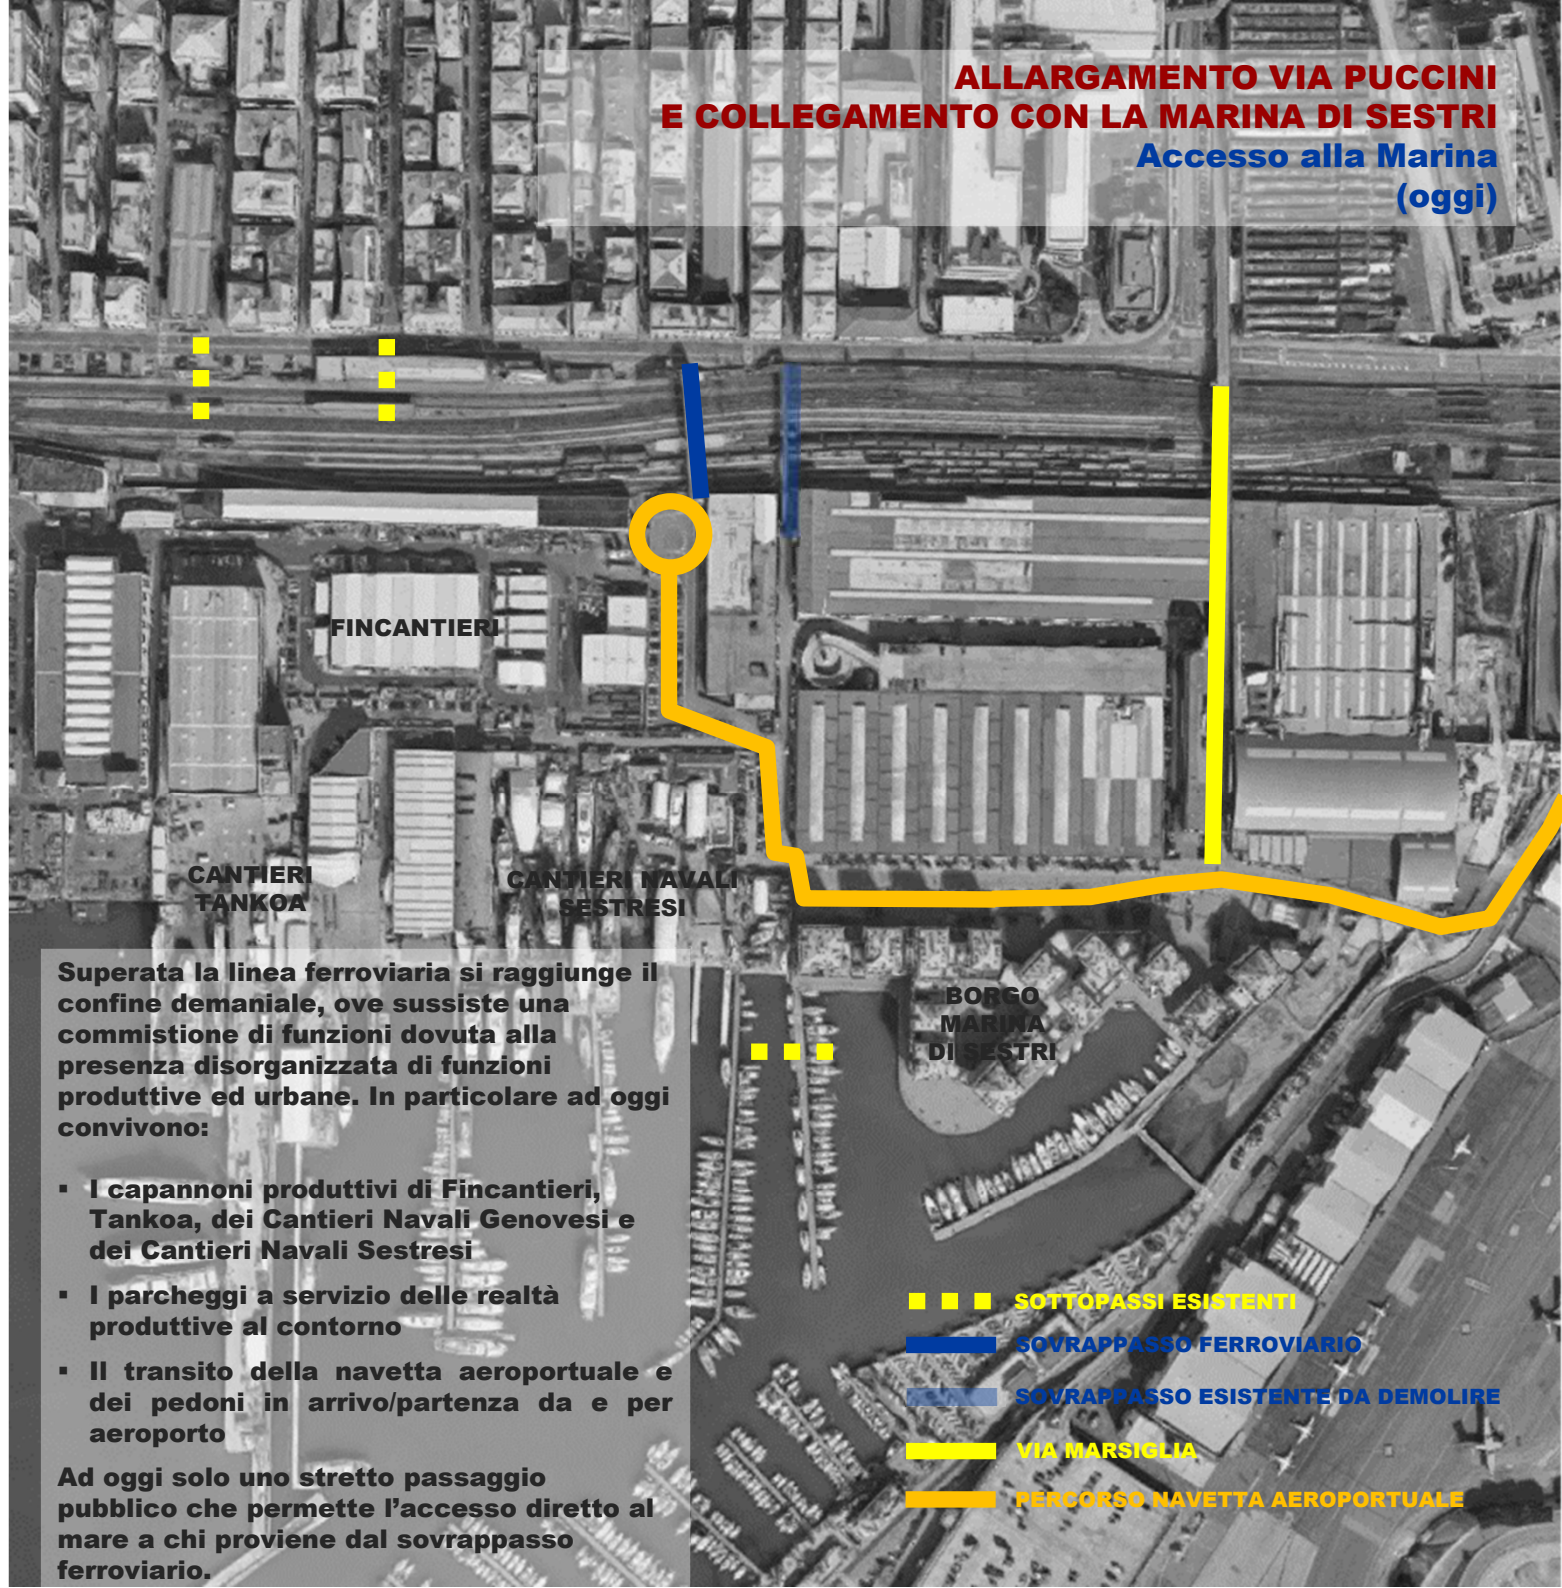 ALLARGAMENTO VIA PUCCINI
E COLLEGAMENTO CON LA MARINA DI SESTRI
Accesso alla Marina
(oggi)
FINCANTIERI
CANTIERI
TANKOA
CANTIERI NAVALI
SESTRESI
Superata la linea ferroviaria si raggiunge il
confine demaniale, ove sussiste una
commistione di funzioni dovuta alla
presenza disorganizzata di funzioni
produttive ed urbane. In particolare ad oggi
convivono:
▪ I capannoni produttivi di Fincantieri,
Tankoa, dei Cantieri Navali Genovesi e
dei Cantieri Navali Sestresi
▪ I parcheggi a servizio delle realtà
produttive al contorno
▪ Il transito della navetta aeroportuale e
dei pedoni in arrivo/partenza da e per
aeroporto
Ad oggi solo uno stretto passaggio
pubblico che permette l’accesso diretto al
mare a chi proviene dal sovrappasso
ferroviario.
BORGO
MARINA
DI SESTRI
SOTTOPASSI ESISTENTI
SOVRAPPASSO FERROVIARIO
SOVRAPPASSO ESISTENTE DA DEMOLIRE
VIA MARSIGLIA
PERCORSO NAVETTA AEROPORTUALE